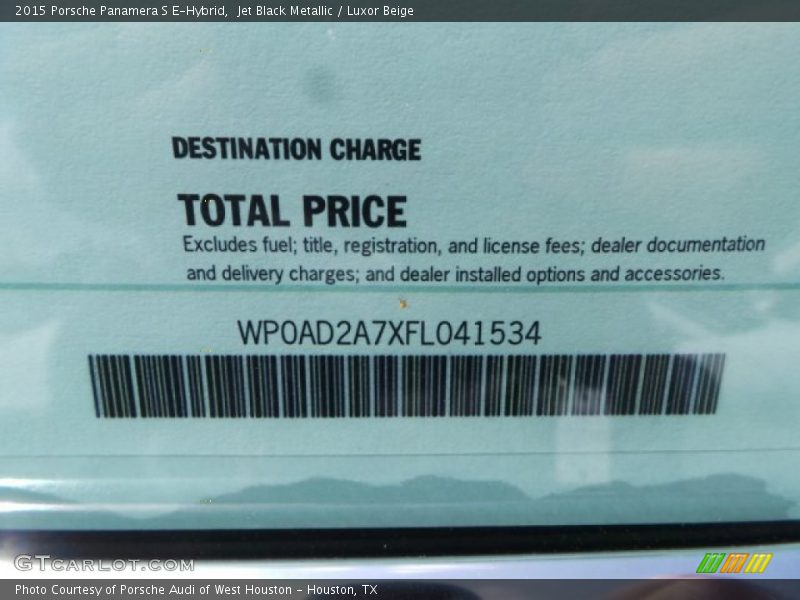 2015 Porsche Panamera S E-Hybrid, Jet Black Metallic / Luxor Beige
DESTINATION CHARGE
TOTAL PRICE
Excludes fuel; title, registration, and license fees; dealer documentation
and delivery charges; and dealer installed options and accessories.
WP0AD2A7XFL041534
GTCARLOT.COM
Photo Courtesy of Porsche Audi of West Houston - Houston, TX